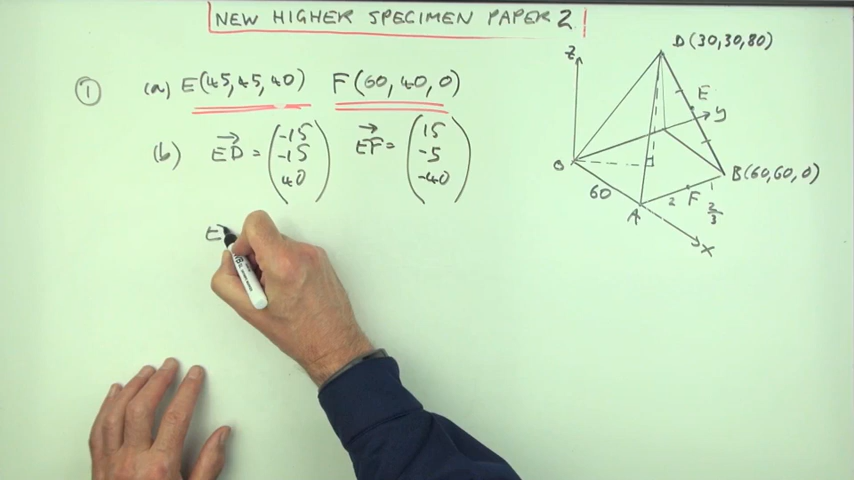 NEW HIGHER SPECIMEN PAPER 2
① (a) E(45,45,40) F(60,40,0)
(b) ED = (-15 -15 40) EF = (15 -5 -40)
E
D(30,30,80)
Z
E
y
O
B(60,60,0)
60
A
2
F
1
2/3
x